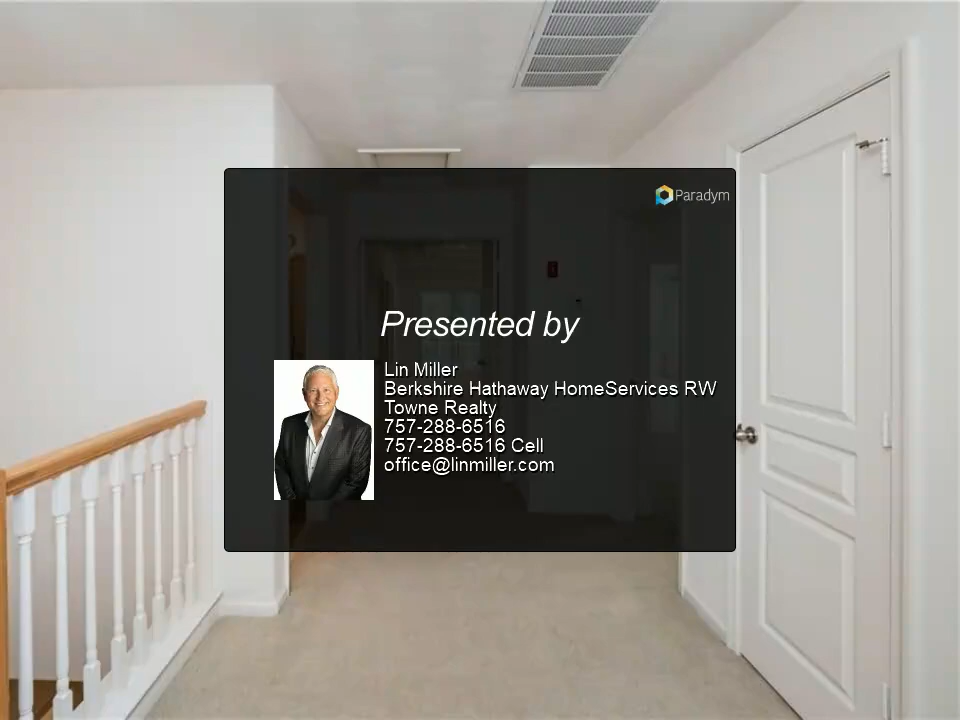 Paradym
Presented by
Lin Miller
Berkshire Hathaway HomeServices RW
Towne Realty
757-288-6516
757-288-6516 Cell
office@linmiller.com